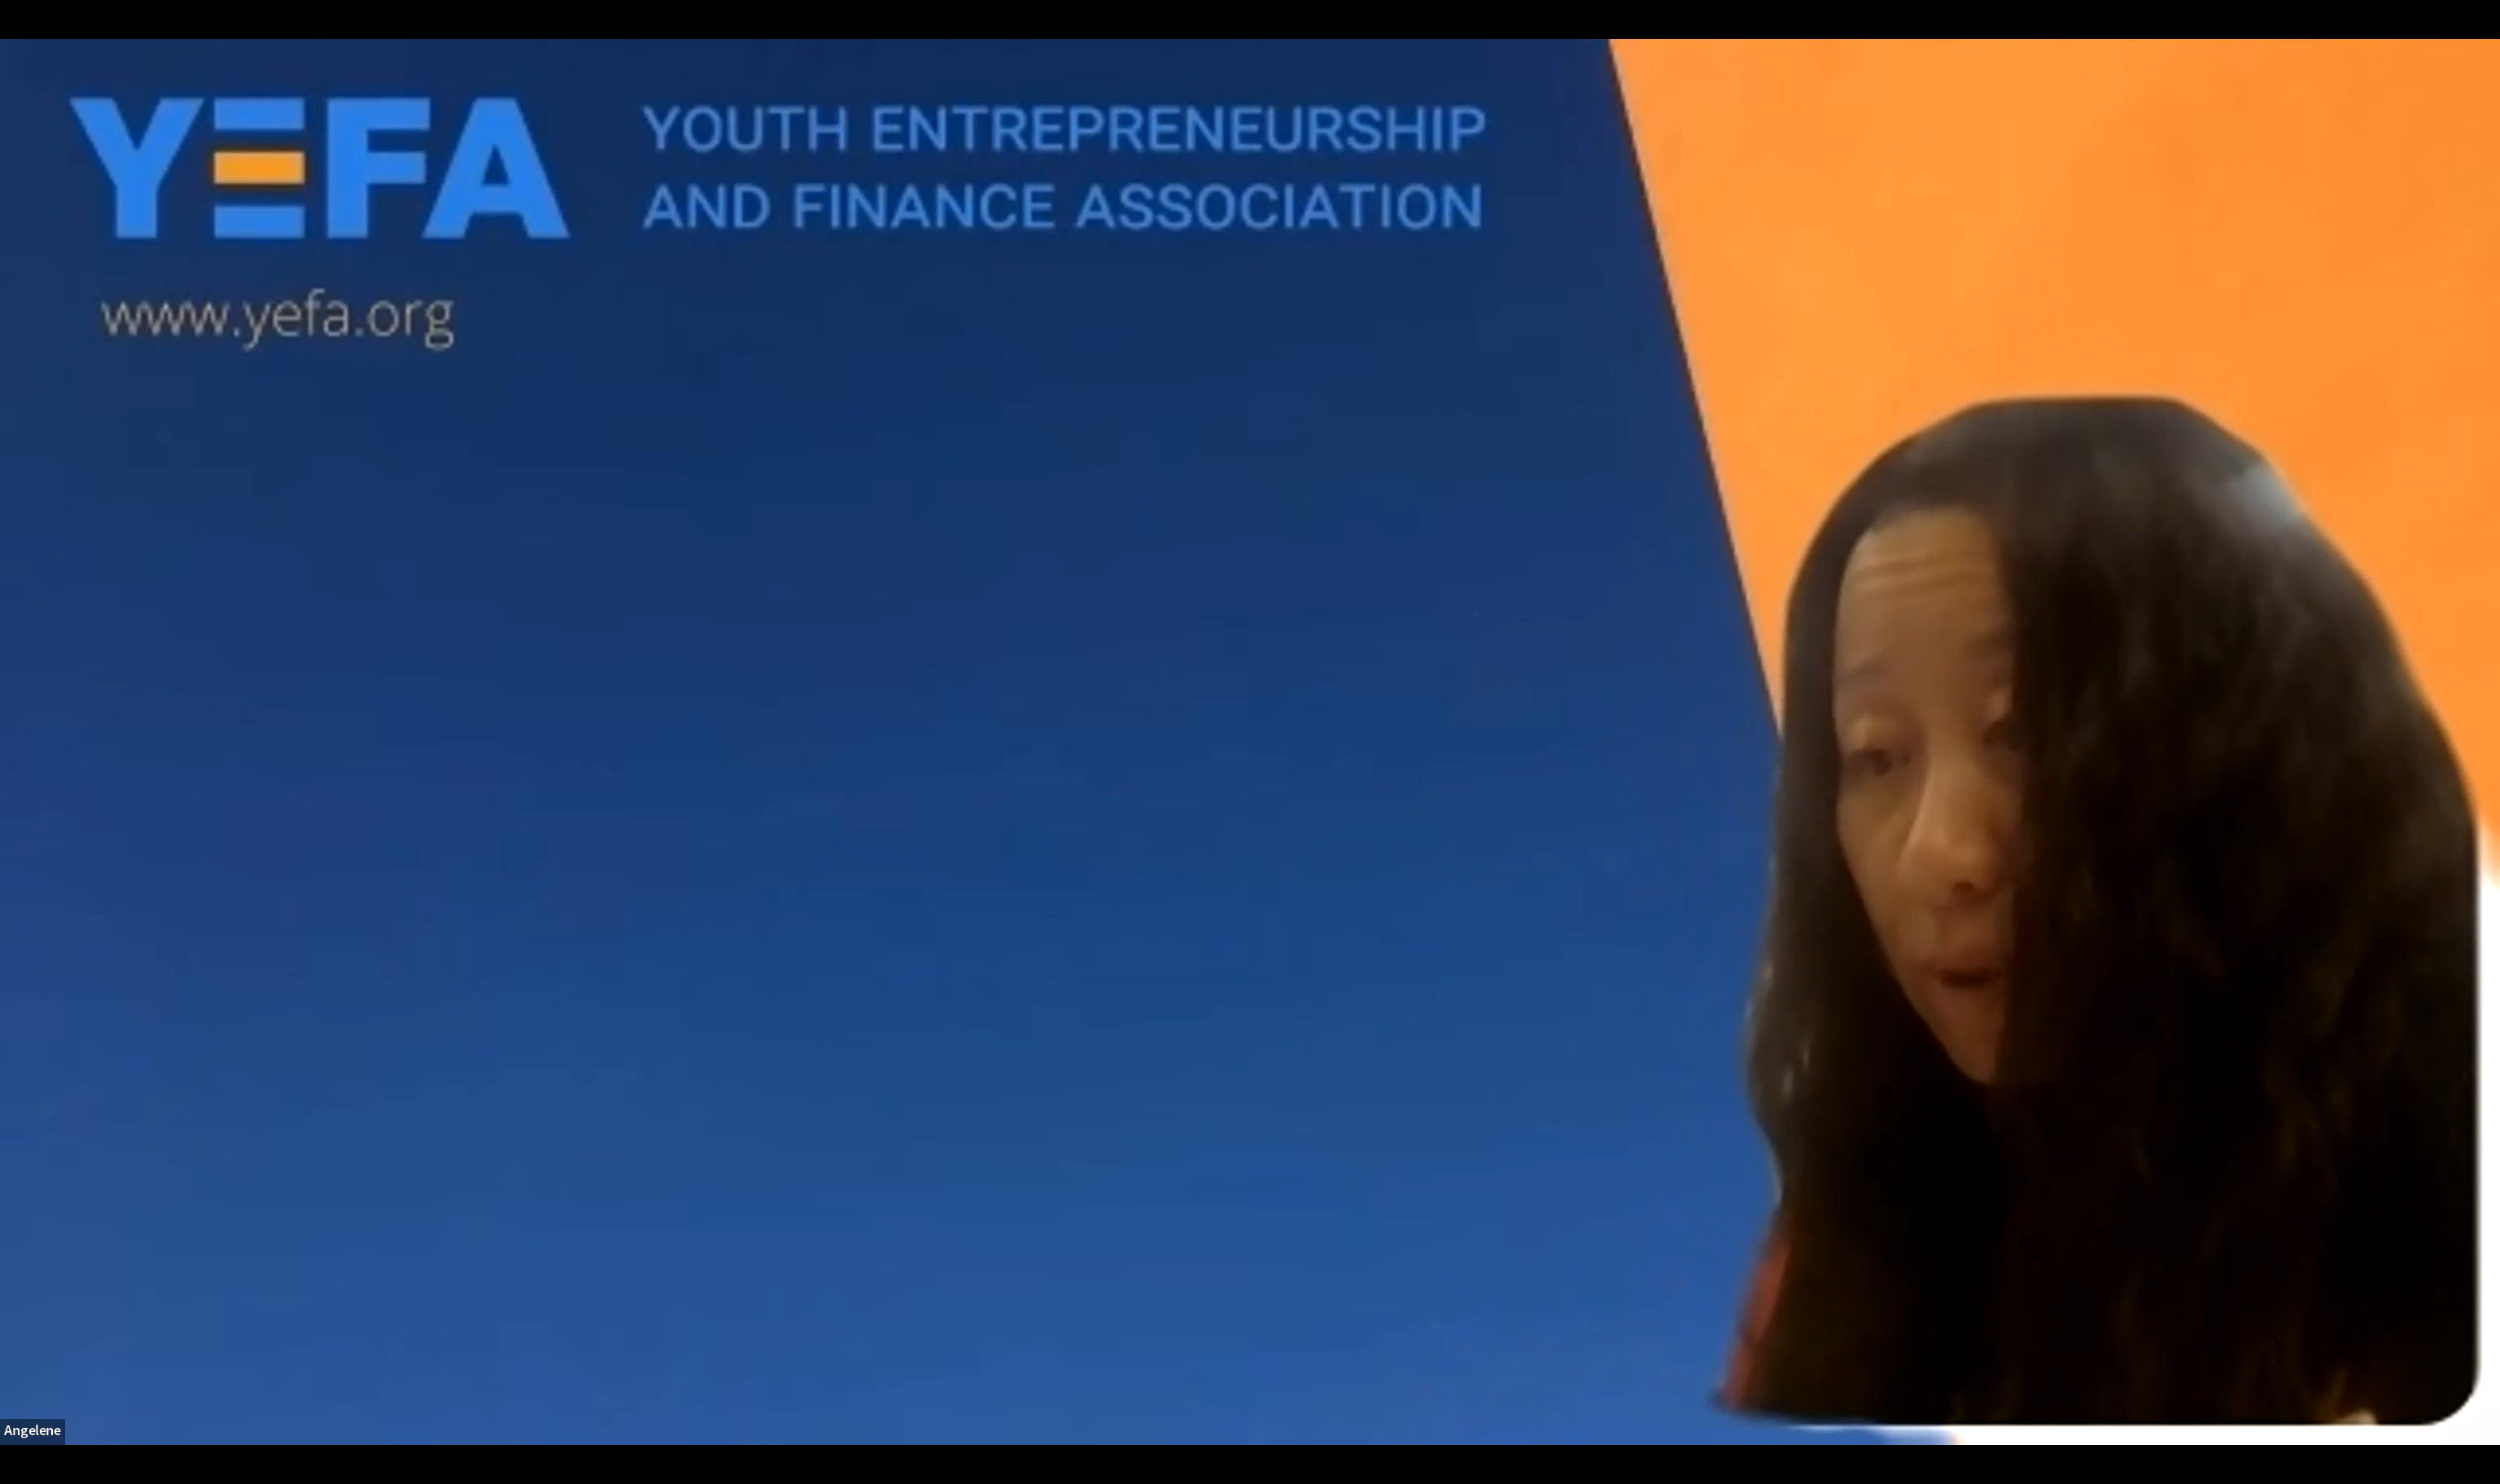 YEFA
YOUTH ENTREPRENEURSHIP
AND FINANCE ASSOCIATION
www.yefa.org
Angelene